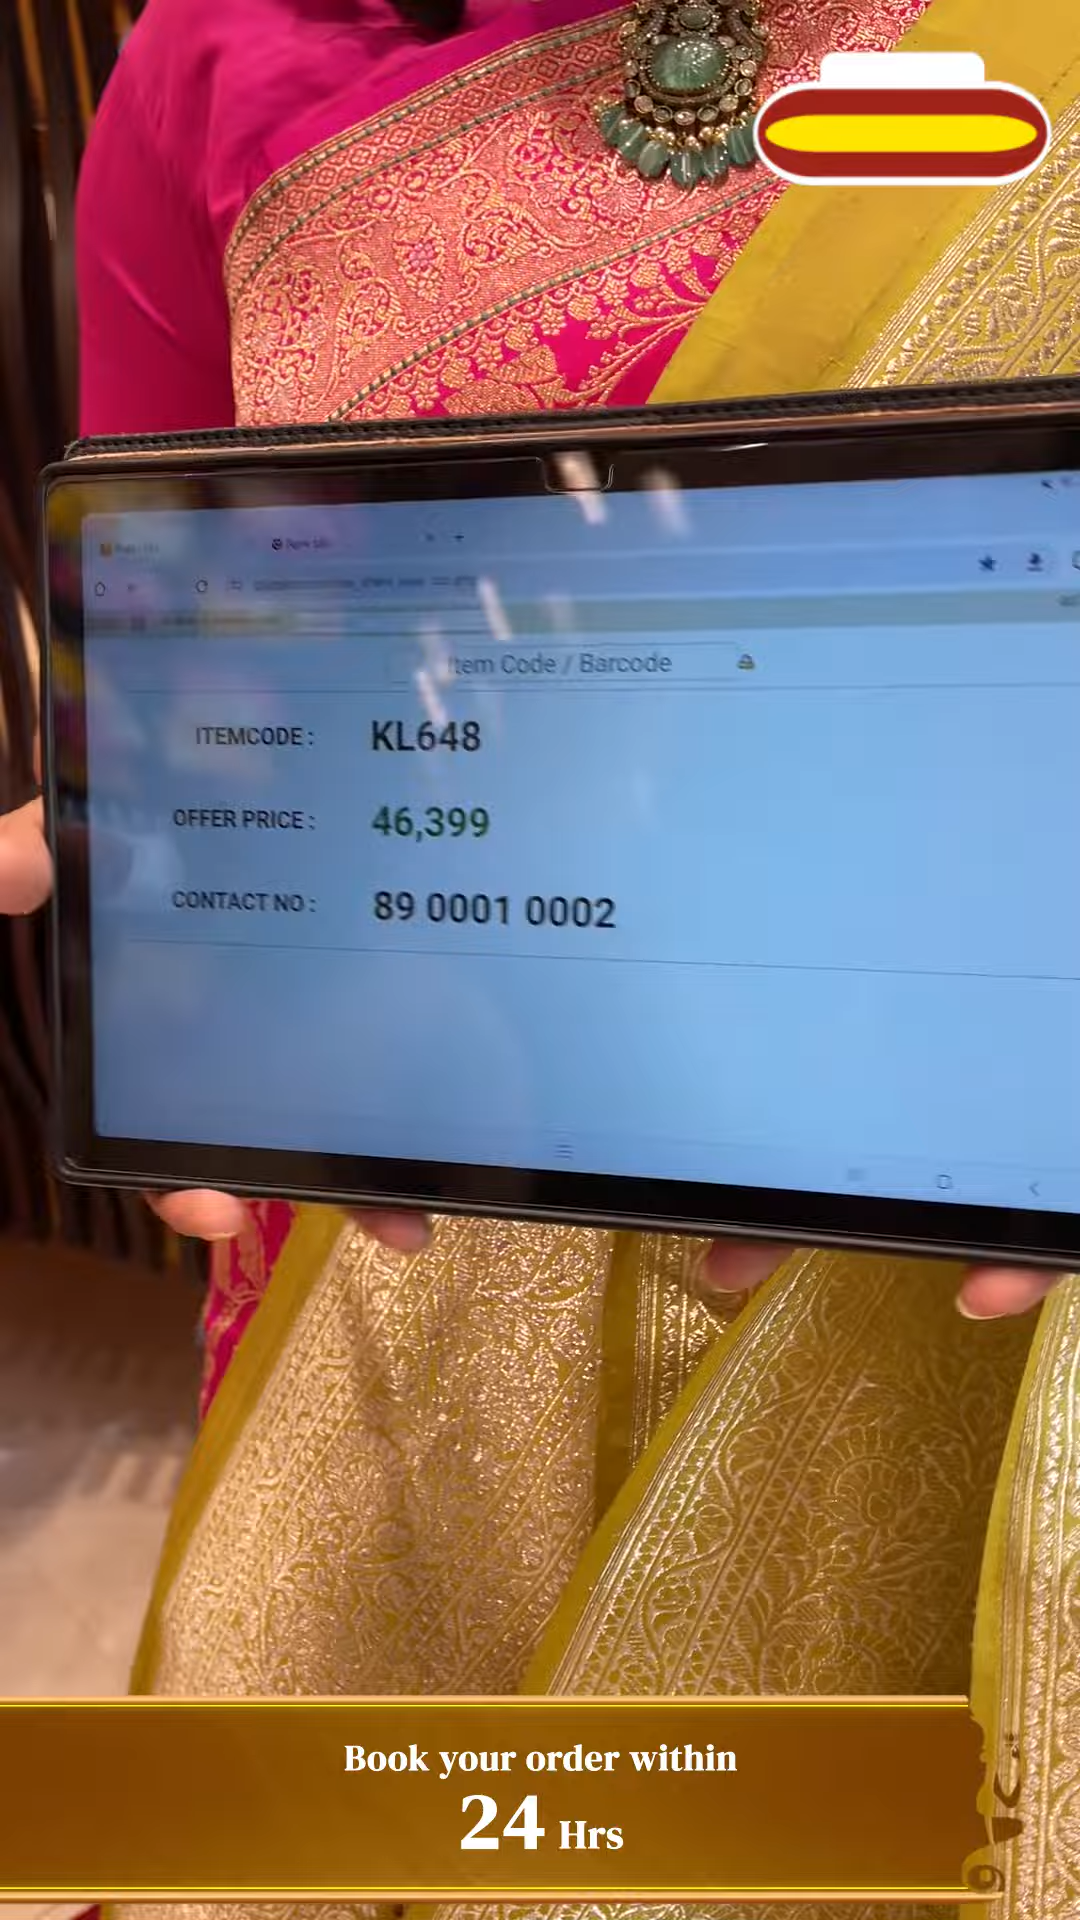 Item Code / Barcode
ITEMCODE : KL648
OFFER PRICE : 46,399
CONTACT NO : 89 0001 0002
Book your order within
24 Hrs